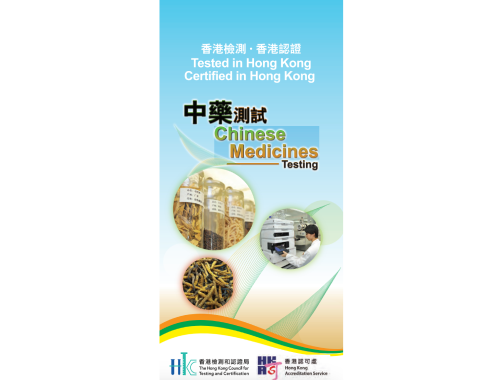 香港檢測．香港認證
Tested in Hong Kong
Certified in Hong Kong
中藥測試
Chinese
Medicines
Testing
香港檢測和認證局
The Hong Kong Council for
Testing and Certification
香港認可處
Hong Kong
Accreditation Service